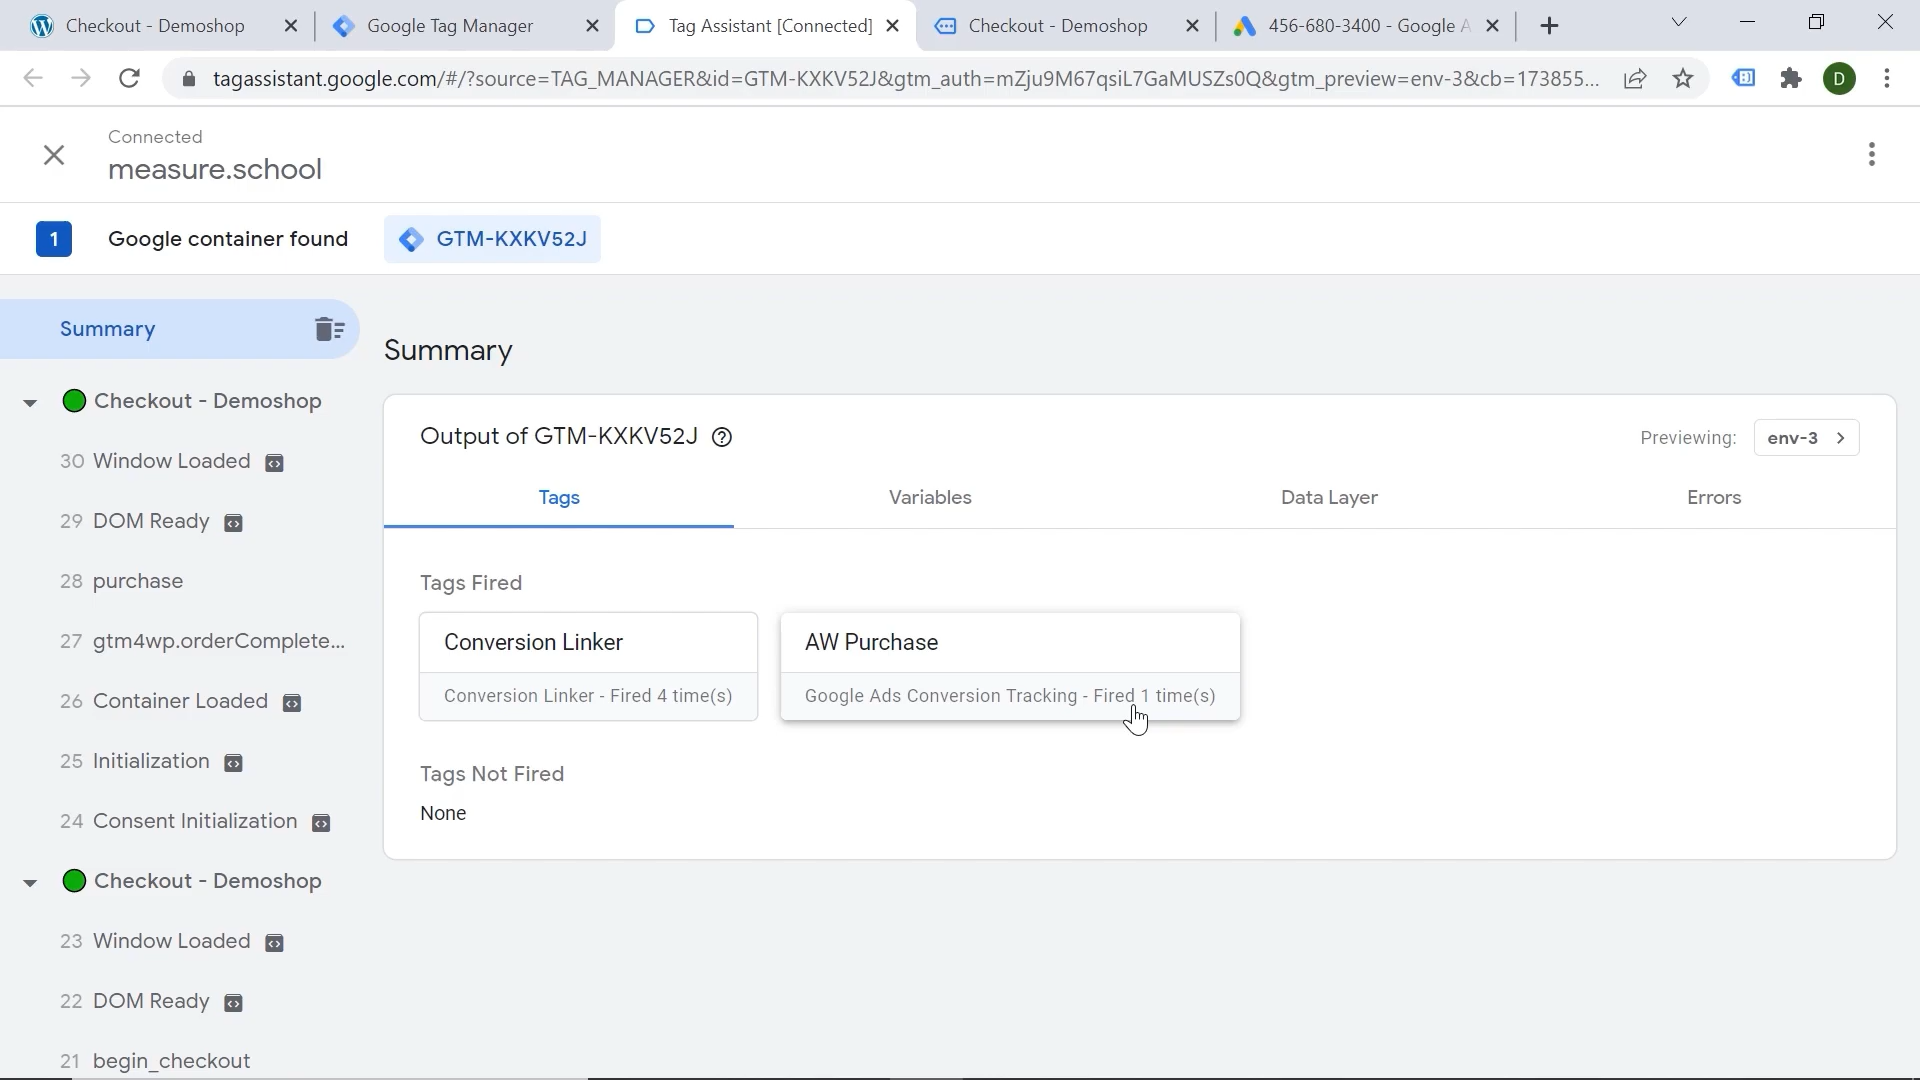 Checkout - Demoshop
Google Tag Manager
Tag Assistant [Connected]
Checkout - Demoshop
456-680-3400 - Google A
tagassistant.google.com/#/?source=TAG_MANAGER&id=GTM-KXKV52J&gtm_auth=mZju9M67qsiL7GaMUSZs0Q&gtm_preview=env-3&cb=173855...
D
Connected
measure.school
1
Google container found
GTM-KXKV52J
Summary
Checkout - Demoshop
30 Window Loaded
29 DOM Ready
28 purchase
27 gtm4wp.orderComplete...
26 Container Loaded
25 Initialization
24 Consent Initialization
Checkout - Demoshop
23 Window Loaded
22 DOM Ready
21 begin_checkout
Summary
Output of GTM-KXKV52J
Previewing: env-3
Tags
Variables
Data Layer
Errors
Tags Fired
Conversion Linker
Conversion Linker - Fired 4 time(s)
AW Purchase
Google Ads Conversion Tracking - Fired 1 time(s)
Tags Not Fired
None